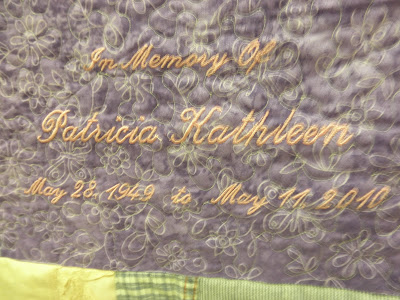 In Memory Of
Patricia Kathleen
May 28, 1949 to May 11, 2010